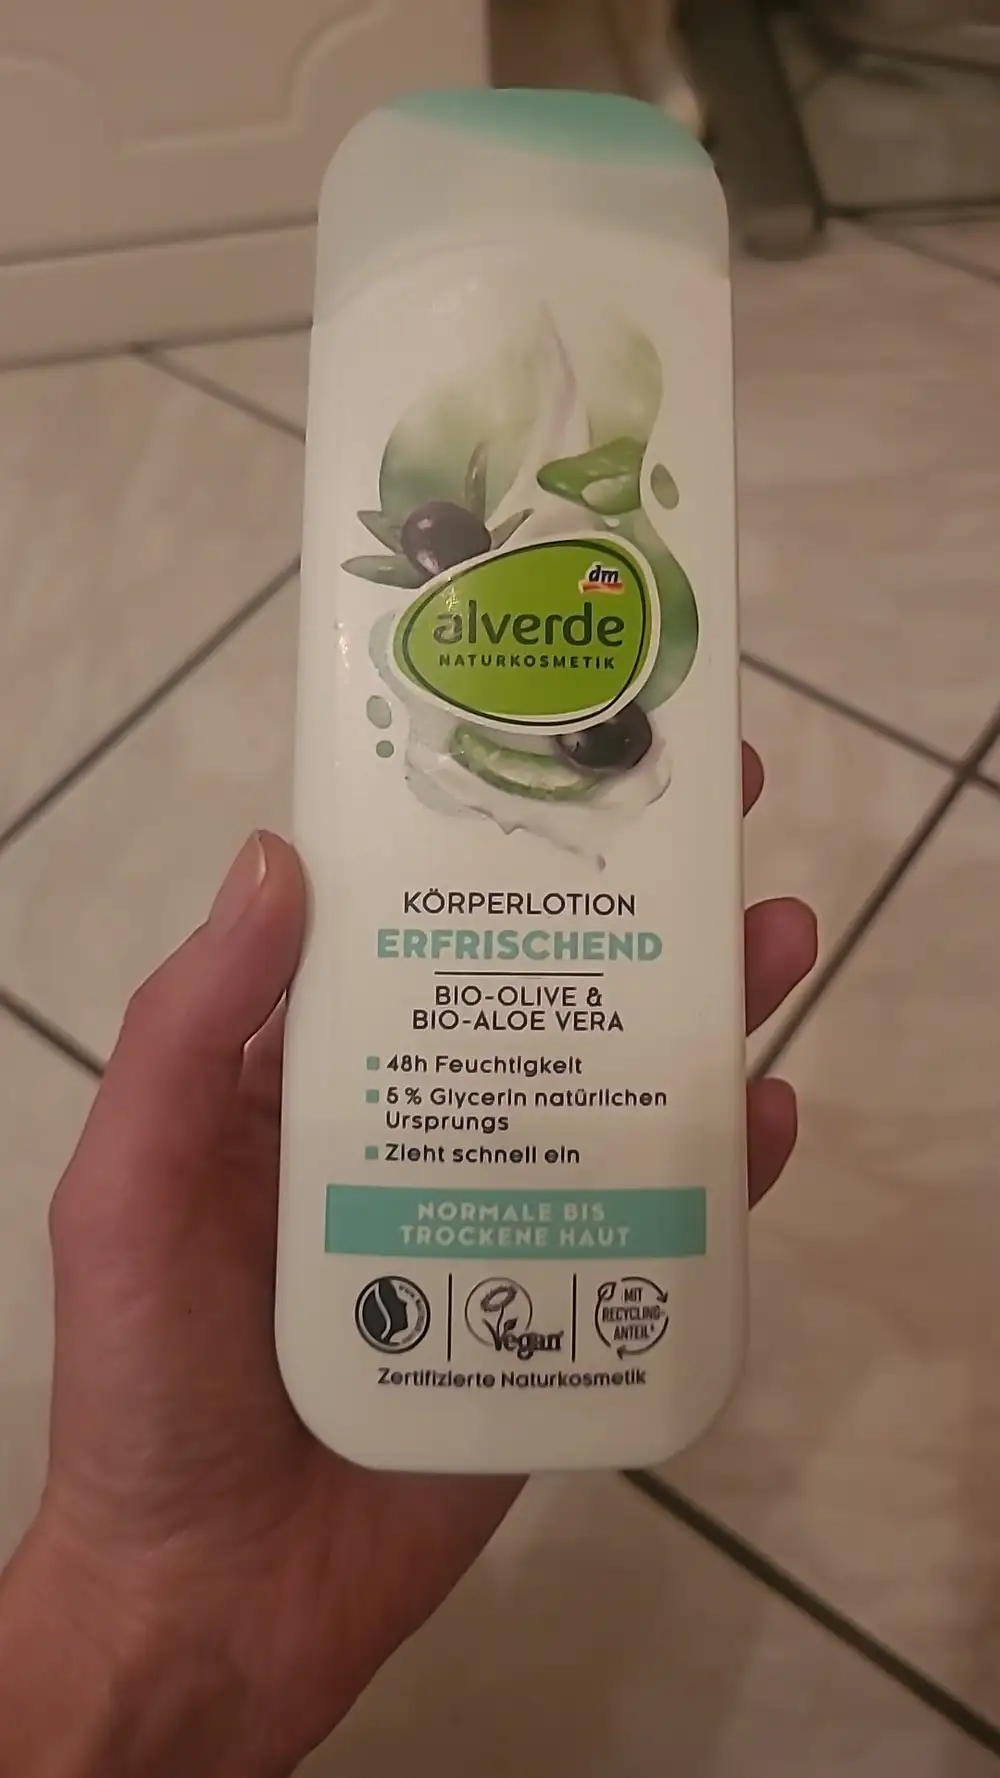 dm
alverde
NATURKOSMETIK
KÖRPERLOTION
ERFRISCHEND
BIO-OLIVE &
BIO-ALOE VERA
48h Feuchtigkeit
5 % Glycerin natürlichen
Ursprungs
Zieht schnell ein
NORMALE BIS
TROCKENE HAUT
Vegan
MIT
RECYCLING-
ANTEIL*
Zertifizierte Naturkosmetik